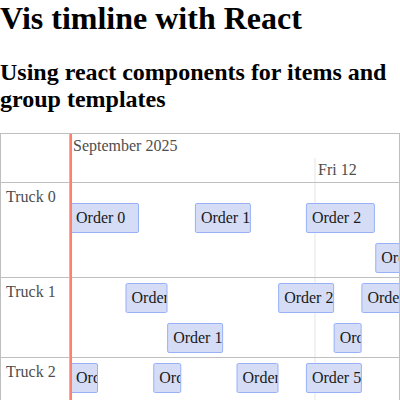 Vis timline with React
Using react components for items and
group templates
September 2025
Fri 12
Truck 0
Order 0 Order 1 Order 2
Or
Truck 1
Order Order 2 Orde
Order 1 Orc
Truck 2
Orc Orc Order Order 5